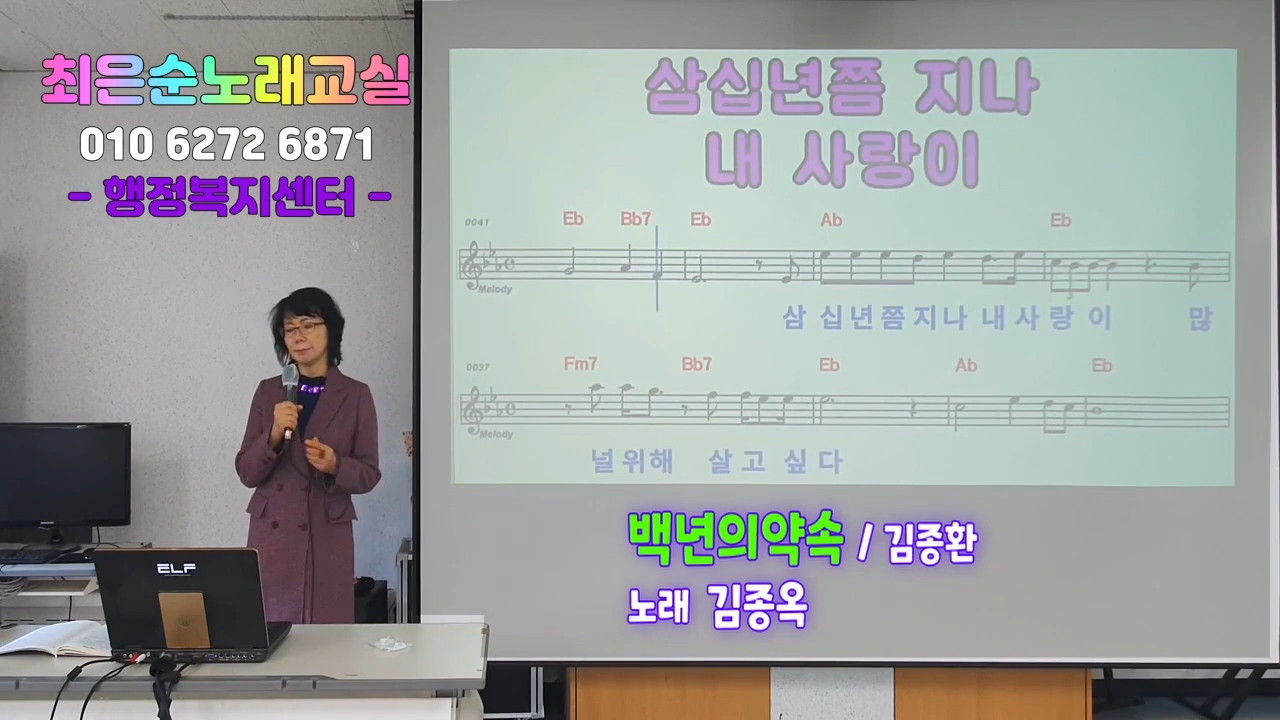 최은순노래교실
010 6272 6871
- 행정복지센터 -
삼십년쯤 지나
내 사랑이
0041 Eb Bb7 Eb Ab Eb
Melody
삼 십년쯤지나 내사랑 이 많
0037 Fm7 Bb7 Eb Ab Eb
Melody
널위해 살고 싶다
백년의약속 / 김종환
노래 김종옥
ELF